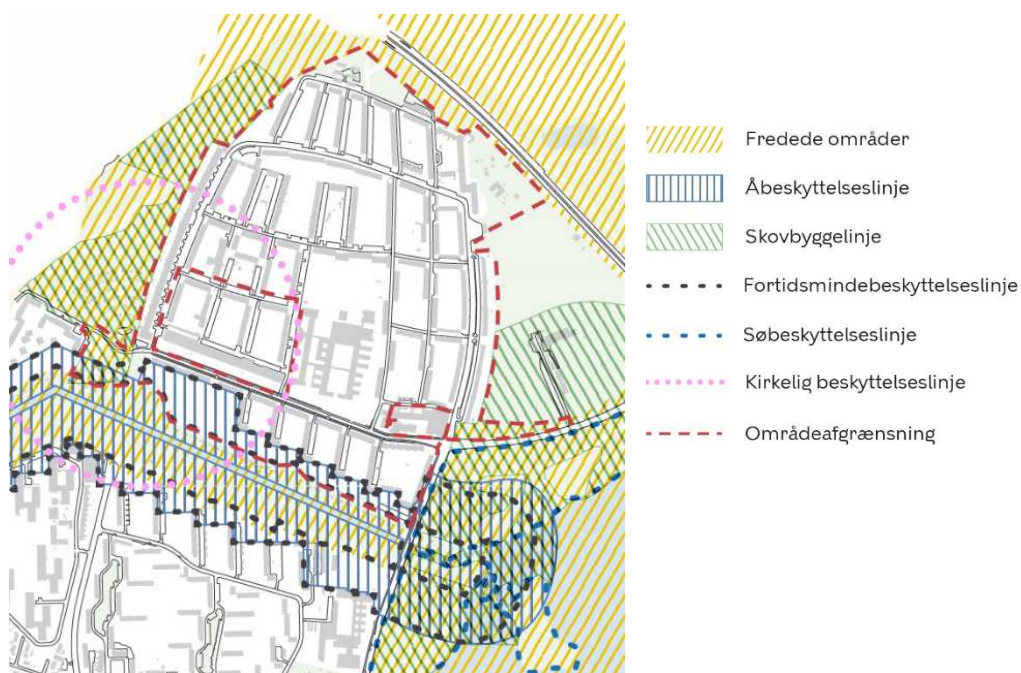 Fredede områder
Åbeskyttelseslinje
Skovbyggelinje
Fortidsmindebeskyttelseslinje
Søbeskyttelseslinje
Kirkelig beskyttelseslinje
Områdeafgrænsning